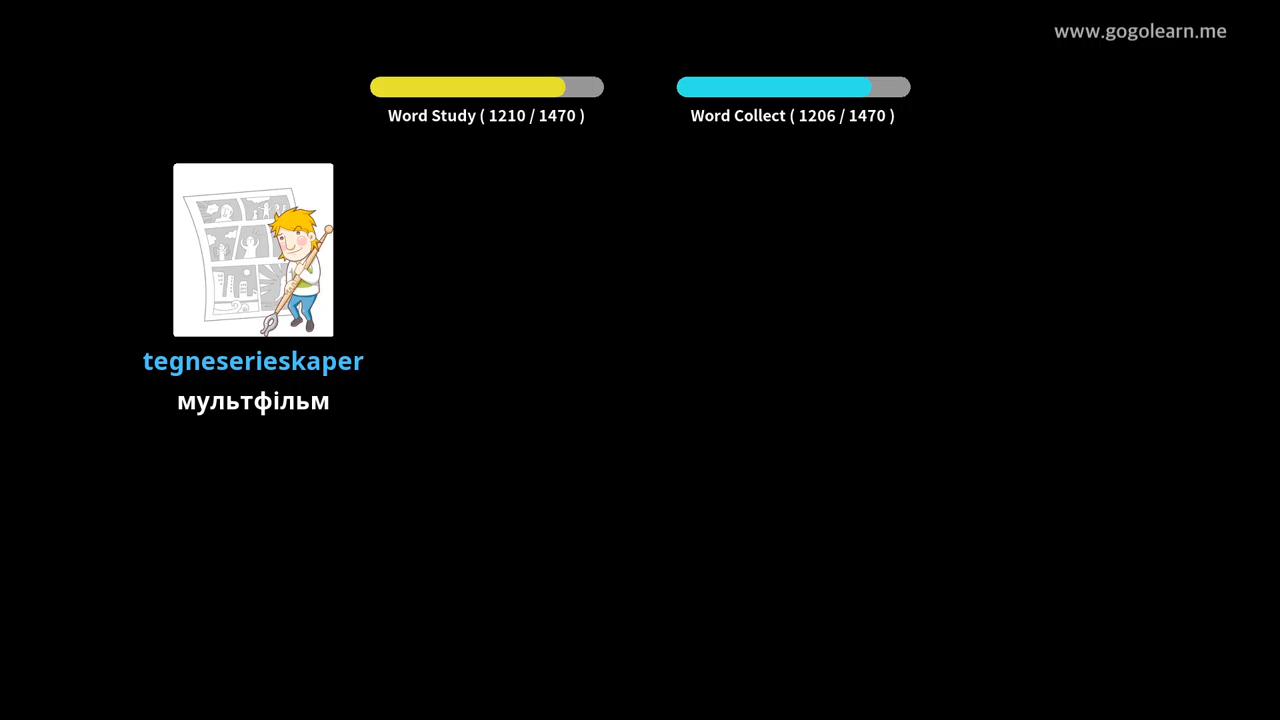 www.gogolearn.me
Word Study ( 1210 / 1470 )
Word Collect ( 1206 / 1470 )
tegneserieskaper
мультфільм